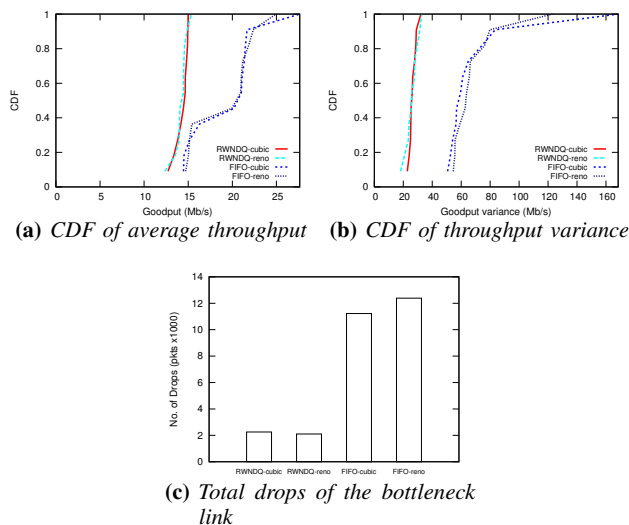 1
0.8
0.6
0.4
0.2
0
CDF
0 5 10 15 20 25
Goodput (Mb/s)
RWNDQ-cubic
RWNDQ-reno
FIFO-cubic
FIFO-reno
(a) CDF of average throughput
1
0.8
0.6
0.4
0.2
0
CDF
0 20 40 60 80 100 120 140 160
Goodput variance (Mb/s)
RWNDQ-cubic
RWNDQ-reno
FIFO-cubic
FIFO-reno
(b) CDF of throughput variance
14
12
10
8
6
4
2
0
No. of Drops (pkts x1000)
RWNDQ-cubic RWNDQ-reno FIFO-cubic FIFO-reno
(c) Total drops of the bottleneck
link